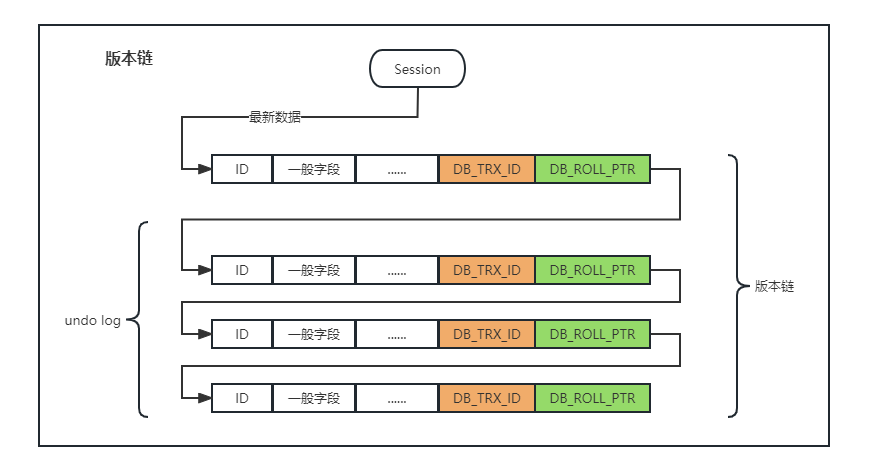 版本链
Session
最新数据
ID 一般字段 ...... DB_TRX_ID DB_ROLL_PTR
ID 一般字段 ...... DB_TRX_ID DB_ROLL_PTR
版本链
undo log
ID 一般字段 ...... DB_TRX_ID DB_ROLL_PTR
ID 一般字段 ...... DB_TRX_ID DB_ROLL_PTR